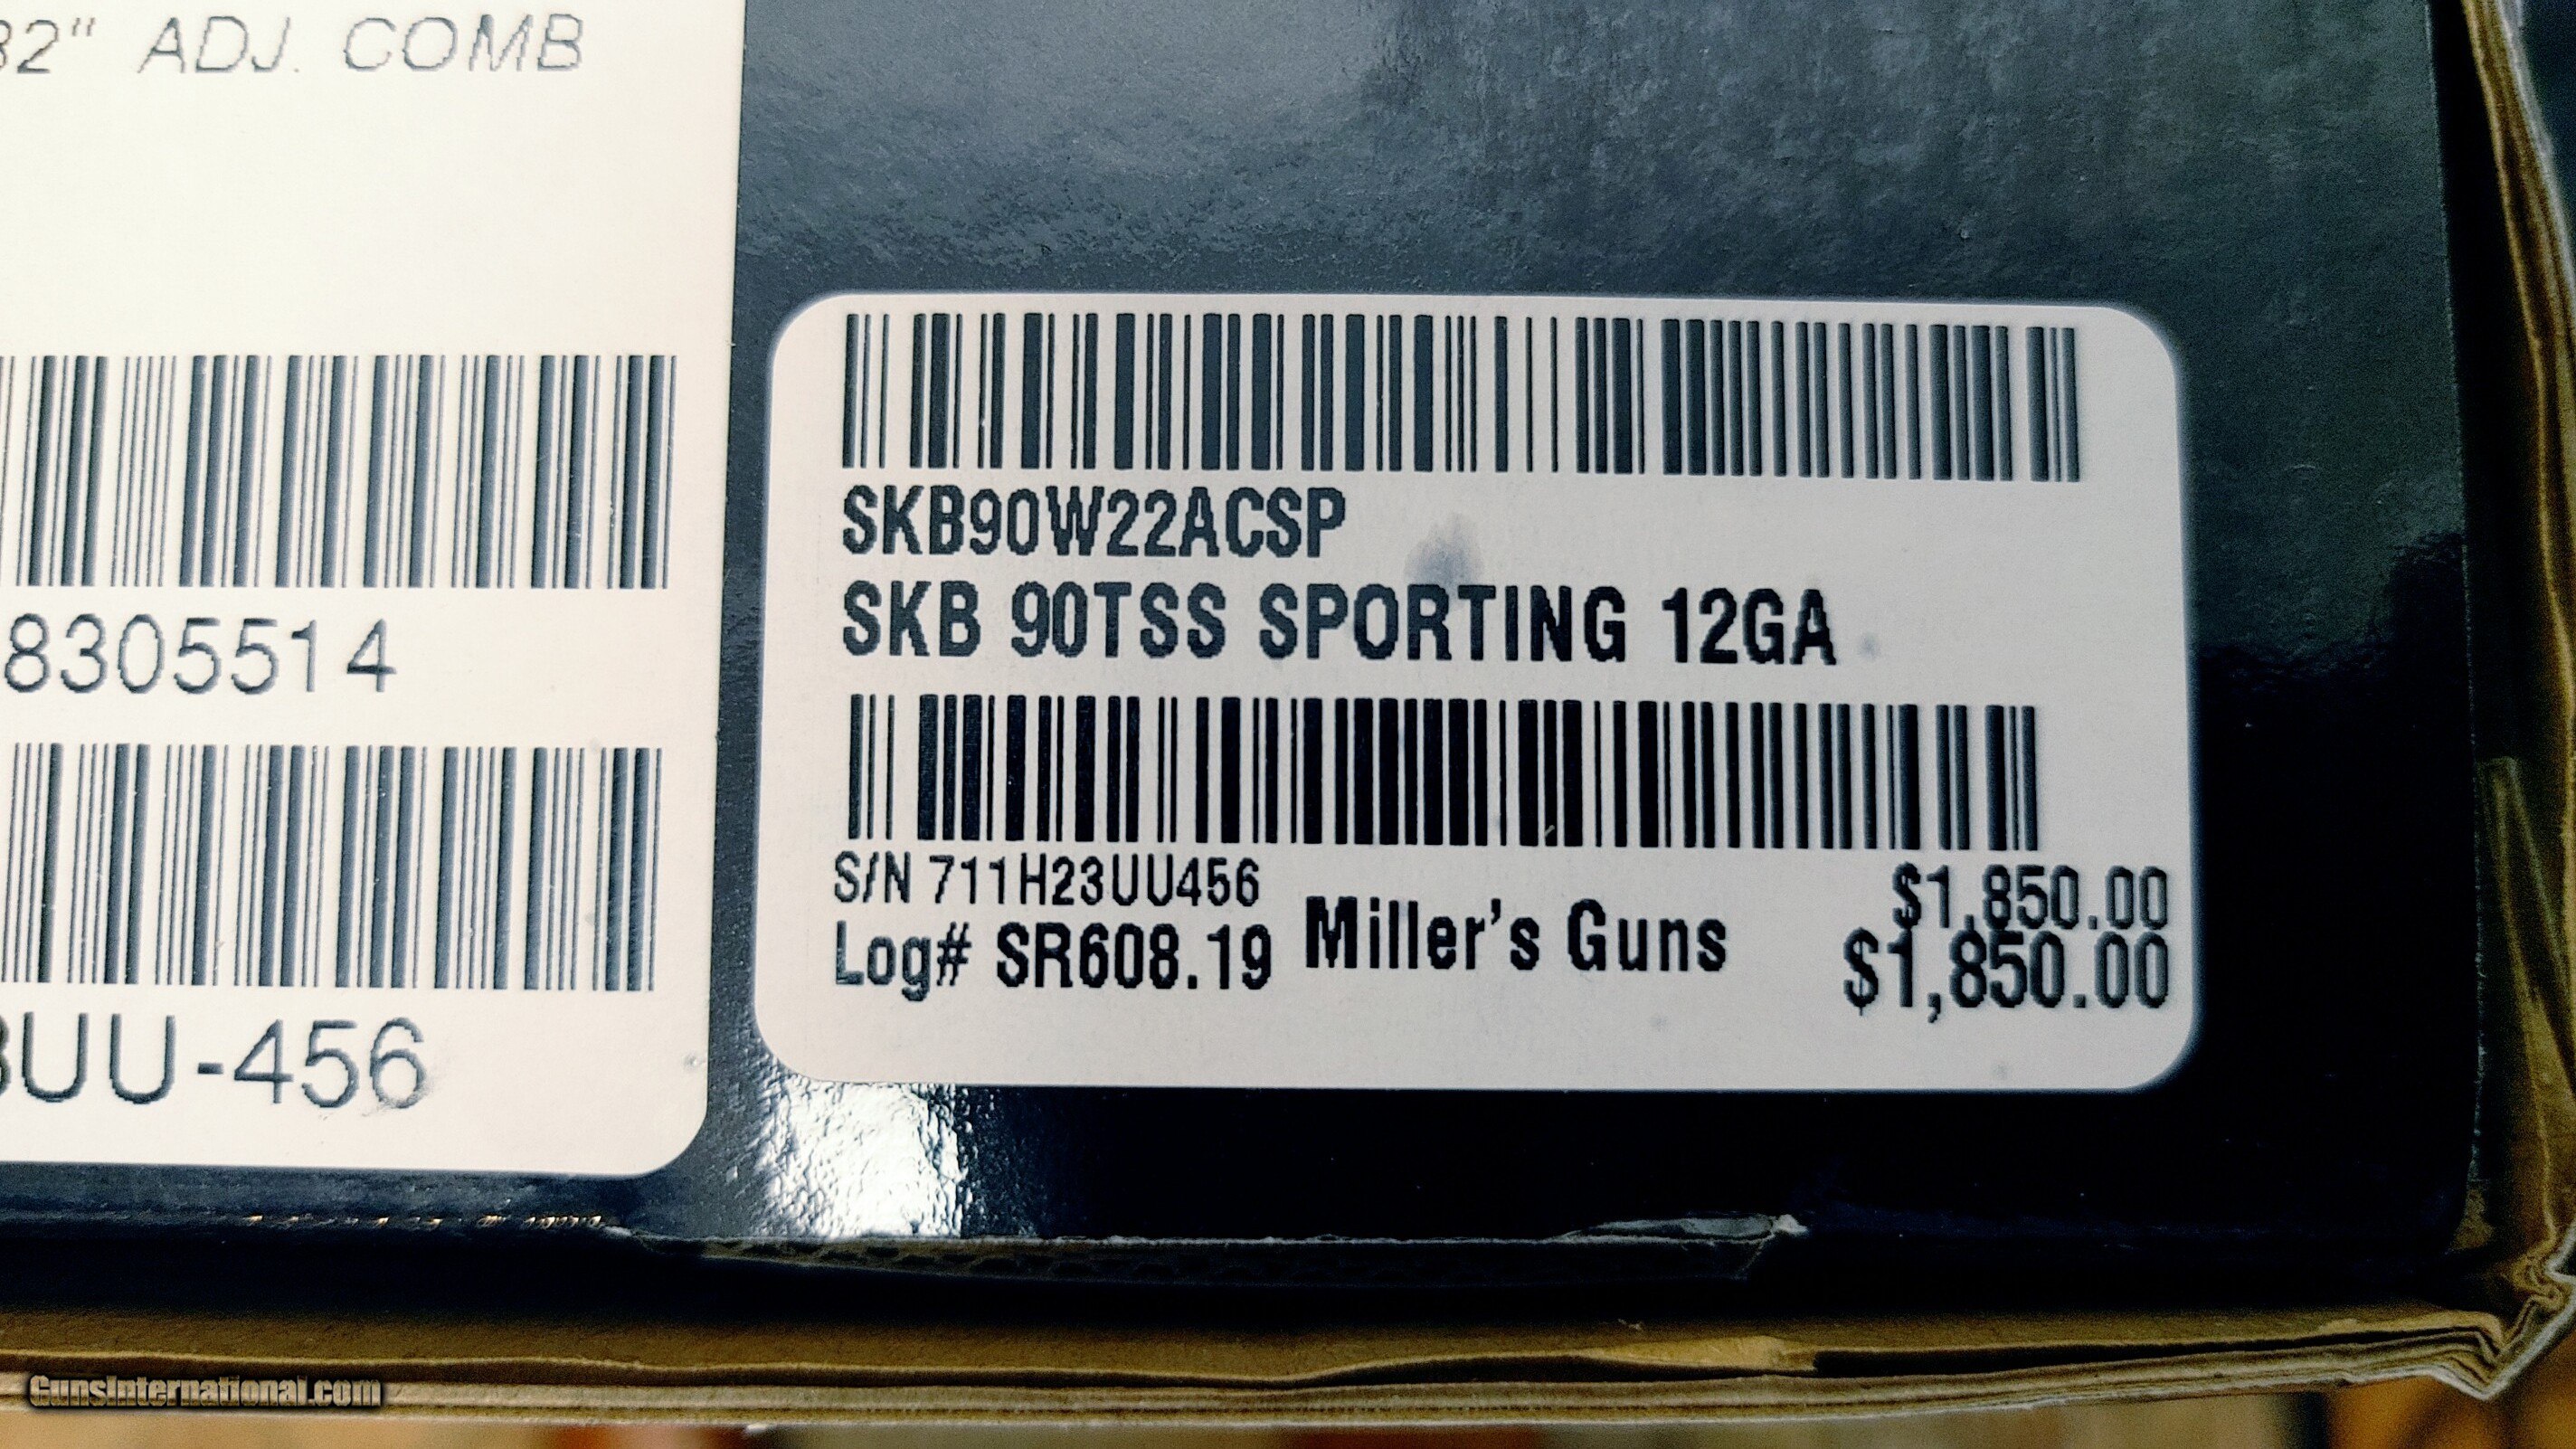 32" ADJ. COMB
8305514
3UU-456
SKB90W22ACSP
SKB 90TSS SPORTING 12GA
S/N 711H23UU456
$1,850.00
Log# SR608.19 Miller's Guns
$1,850.00
GunsInternational.com